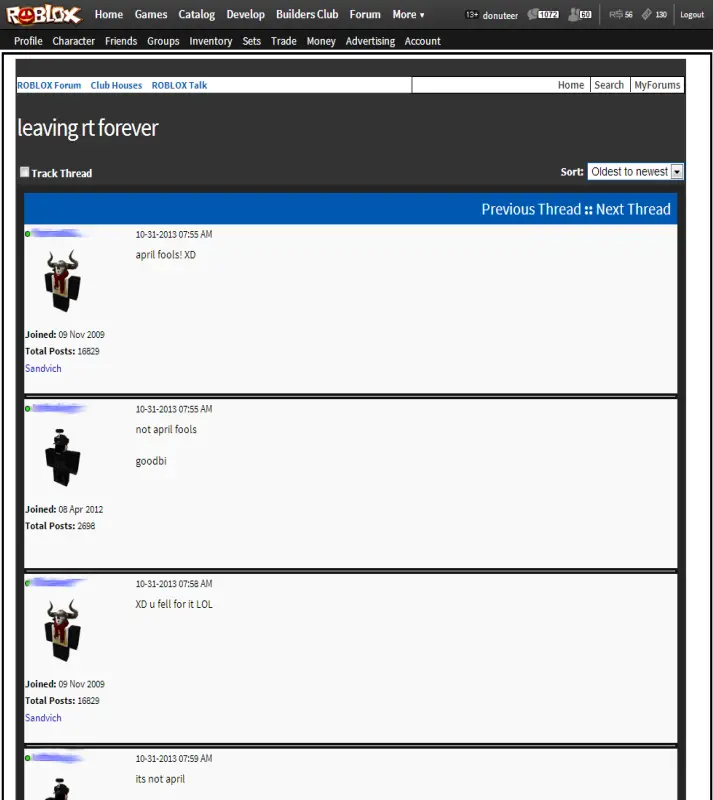 ROBLOX Home Games Catalog Develop Builders Club Forum More ▾ 13+ donuteer 1072 60 R$ 56 130 Logout
Profile Character Friends Groups Inventory Sets Trade Money Advertising Account
ROBLOX Forum Club Houses ROBLOX Talk Home Search MyForums
leaving rt forever
Track Thread Sort: Oldest to newest
Previous Thread :: Next Thread
10-31-2013 07:55 AM
april fools! XD
Joined: 09 Nov 2009
Total Posts: 16829
Sandvich
10-31-2013 07:55 AM
not april fools
goodbi
Joined: 08 Apr 2012
Total Posts: 2698
10-31-2013 07:58 AM
XD u fell for it LOL
Joined: 09 Nov 2009
Total Posts: 16829
Sandvich
10-31-2013 07:59 AM
its not april